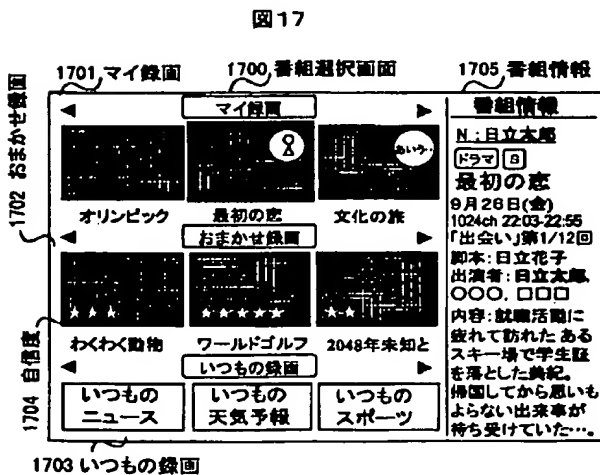 図17
1701 マイ録画
1700 番組選択画面
1705 番組情報
1702 おまかせ録画
1704 自信度
1703 いつもの録画
マイ録画
あいう・・
オリンピック
最初の恋
文化の旅
おまかせ録画
わくわく動物
ワールドゴルフ
2048年未知と
いつもの録画
いつもの
ニュース
いつもの
天気予報
いつもの
スポーツ
番組情報
N:日立太郎
ドラマ S
最初の恋
9月26日(金)
1024ch 22:03-22:55
「出会い」第1/12回
脚本:日立花子
出演者:日立太郎,
○○○, □□□
内容:就職活動に
疲れて訪れた ある
スキー場で学生証
を落とした美紀。
帰国してから思いも
よらない出来事が
待ち受けていた…。